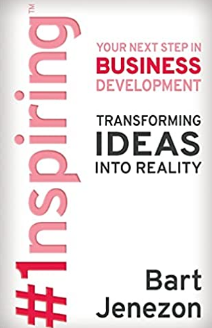 #1nspiring™
YOUR NEXT STEP IN
BUSINESS
DEVELOPMENT
TRANSFORMING
IDEAS
INTO REALITY
Bart
Jenezon